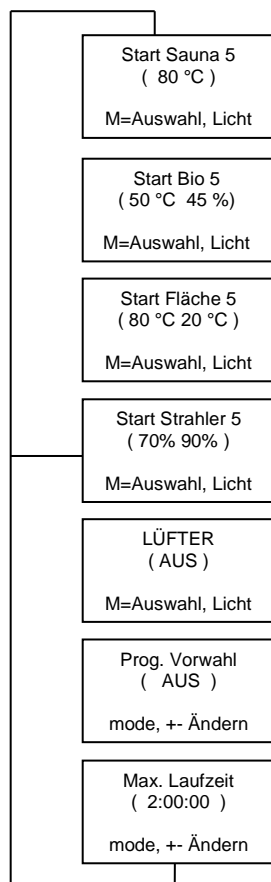 Start Sauna 5
( 80 °C )
M=Auswahl, Licht
Start Bio 5
( 50 °C 45 %)
M=Auswahl, Licht
Start Fläche 5
( 80 °C 20 °C )
M=Auswahl, Licht
Start Strahler 5
( 70% 90% )
M=Auswahl, Licht
LÜFTER
( AUS )
M=Auswahl, Licht
Prog. Vorwahl
( AUS )
mode, +- Ändern
Max. Laufzeit
( 2:00:00 )
mode, +- Ändern